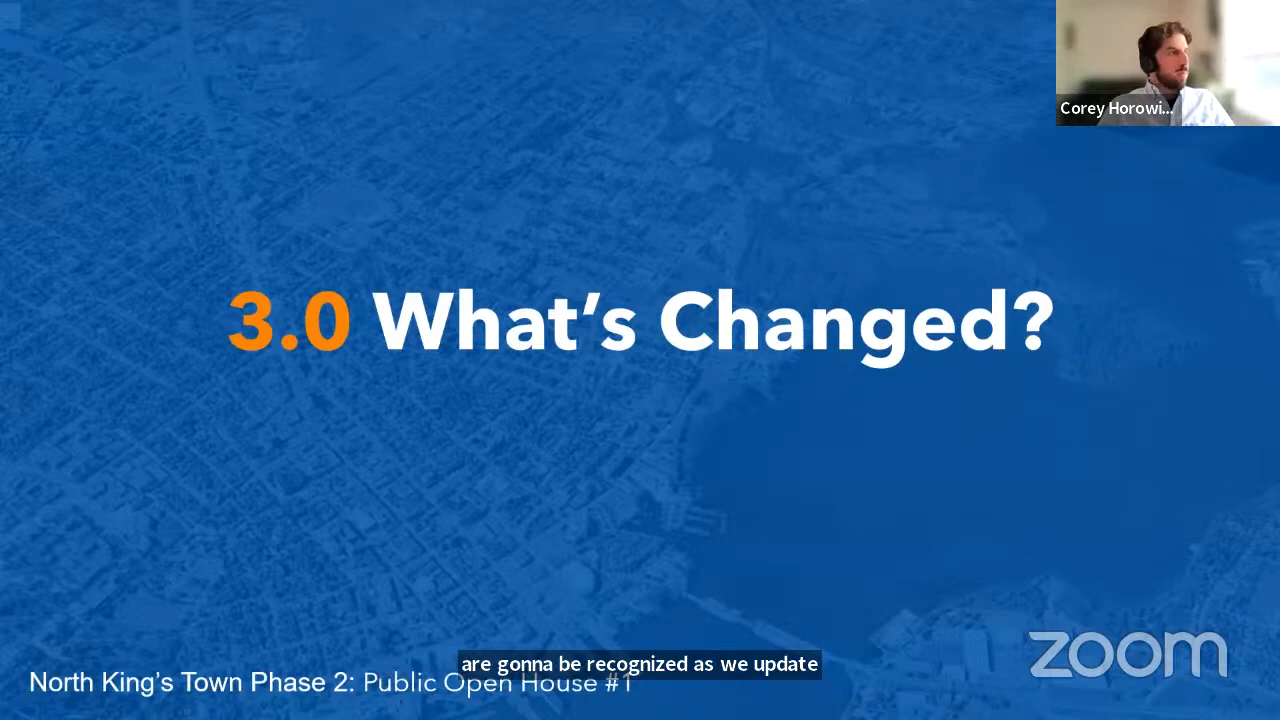 Corey Horowi...
3.0 What's Changed?
are gonna be recognized as we update
North King's Town Phase 2: Public Open House #1
zoom